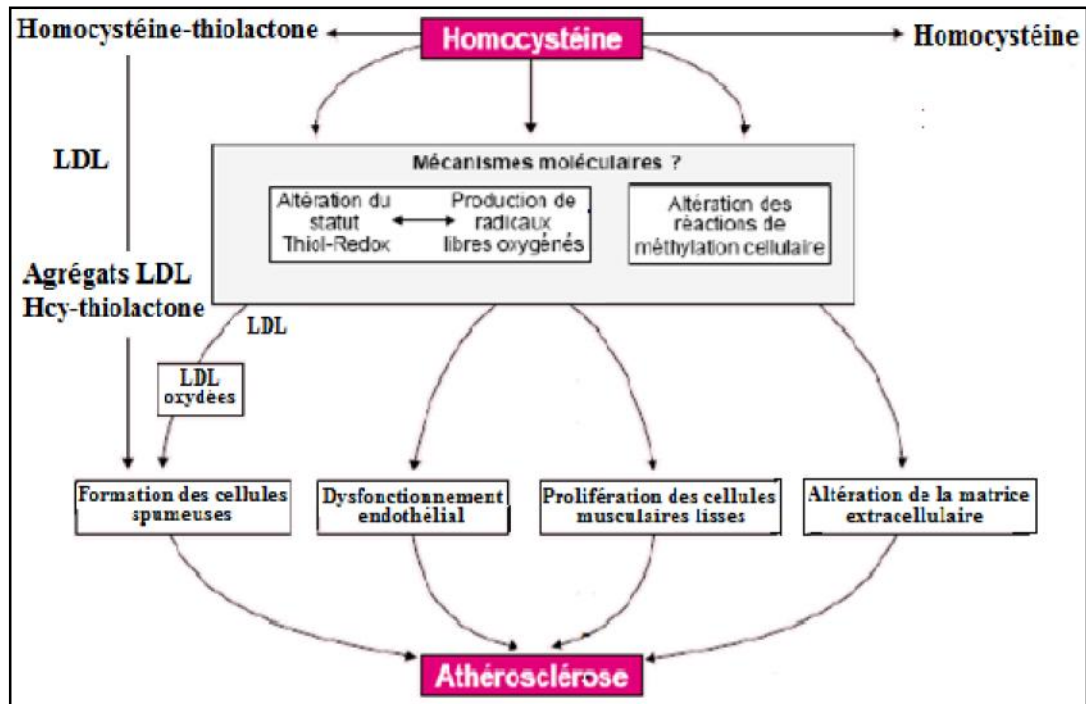 Homocystéine-thiolactone
Homocystéine
Homocystéine
LDL
Mécanismes moléculaires ?
Altération du
statut
Thiol-Redox
Production de
radicaux
libres oxygénés
Altération des
réactions de
méthylation cellulaire
Agrégats LDL
Hcy-thiolactone
LDL
LDL
oxydées
Formation des cellules
spumeuses
Dysfonctionnement
endothélial
Prolifération des cellules
musculaires lisses
Altération de la matrice
extracellulaire
Athérosclérose